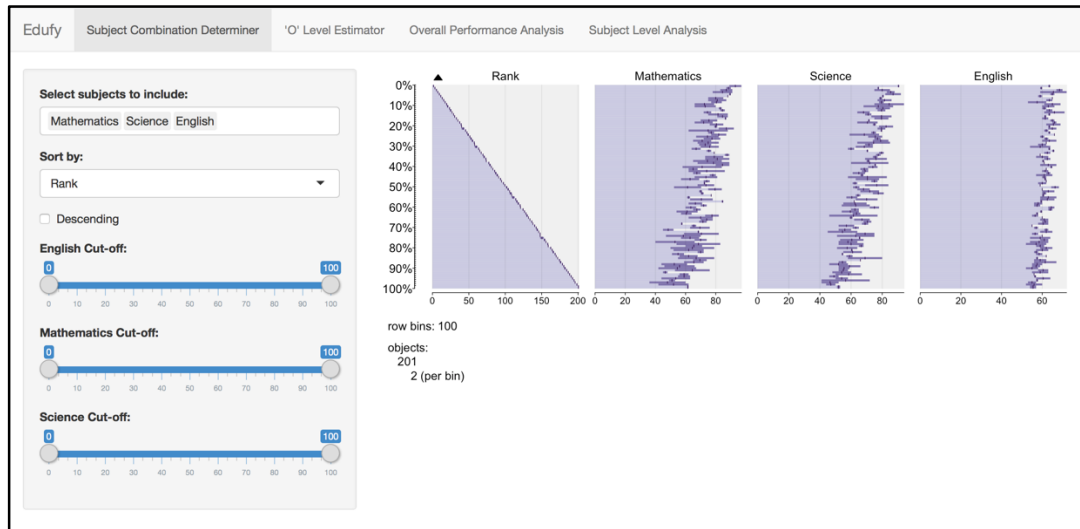 Edufy Subject Combination Determiner 'O' Level Estimator Overall Performance Analysis Subject Level Analysis
Select subjects to include:
Mathematics Science English
Sort by:
Rank
Descending
English Cut-off:
0 100
0 10 20 30 40 50 60 70 80 90 100
Mathematics Cut-off:
0 100
0 10 20 30 40 50 60 70 80 90 100
Science Cut-off:
0 100
0 10 20 30 40 50 60 70 80 90 100
Rank Mathematics Science English
0%
10%
20%
30%
40%
50%
60%
70%
80%
90%
100%
0 50 100 150 200 0 20 40 60 80 0 20 40 60 80 0 20 40 60
row bins: 100
objects:
201
2 (per bin)